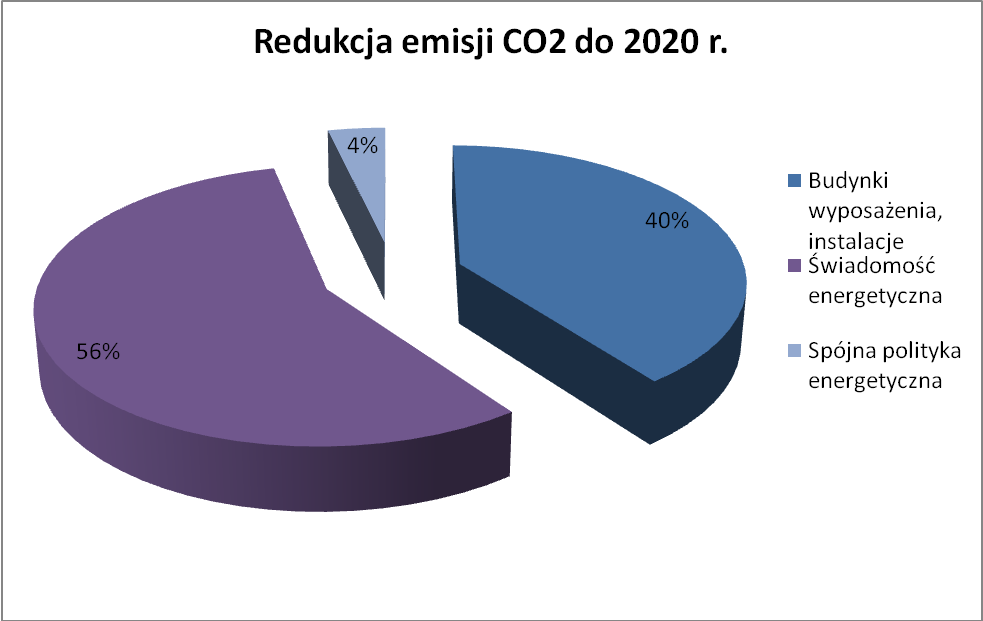 Redukcja emisji CO2 do 2020 r.
4%
40%
56%
Budynki
wyposażenia,
instalacje
Świadomość
energetyczna
Spójna polityka
energetyczna